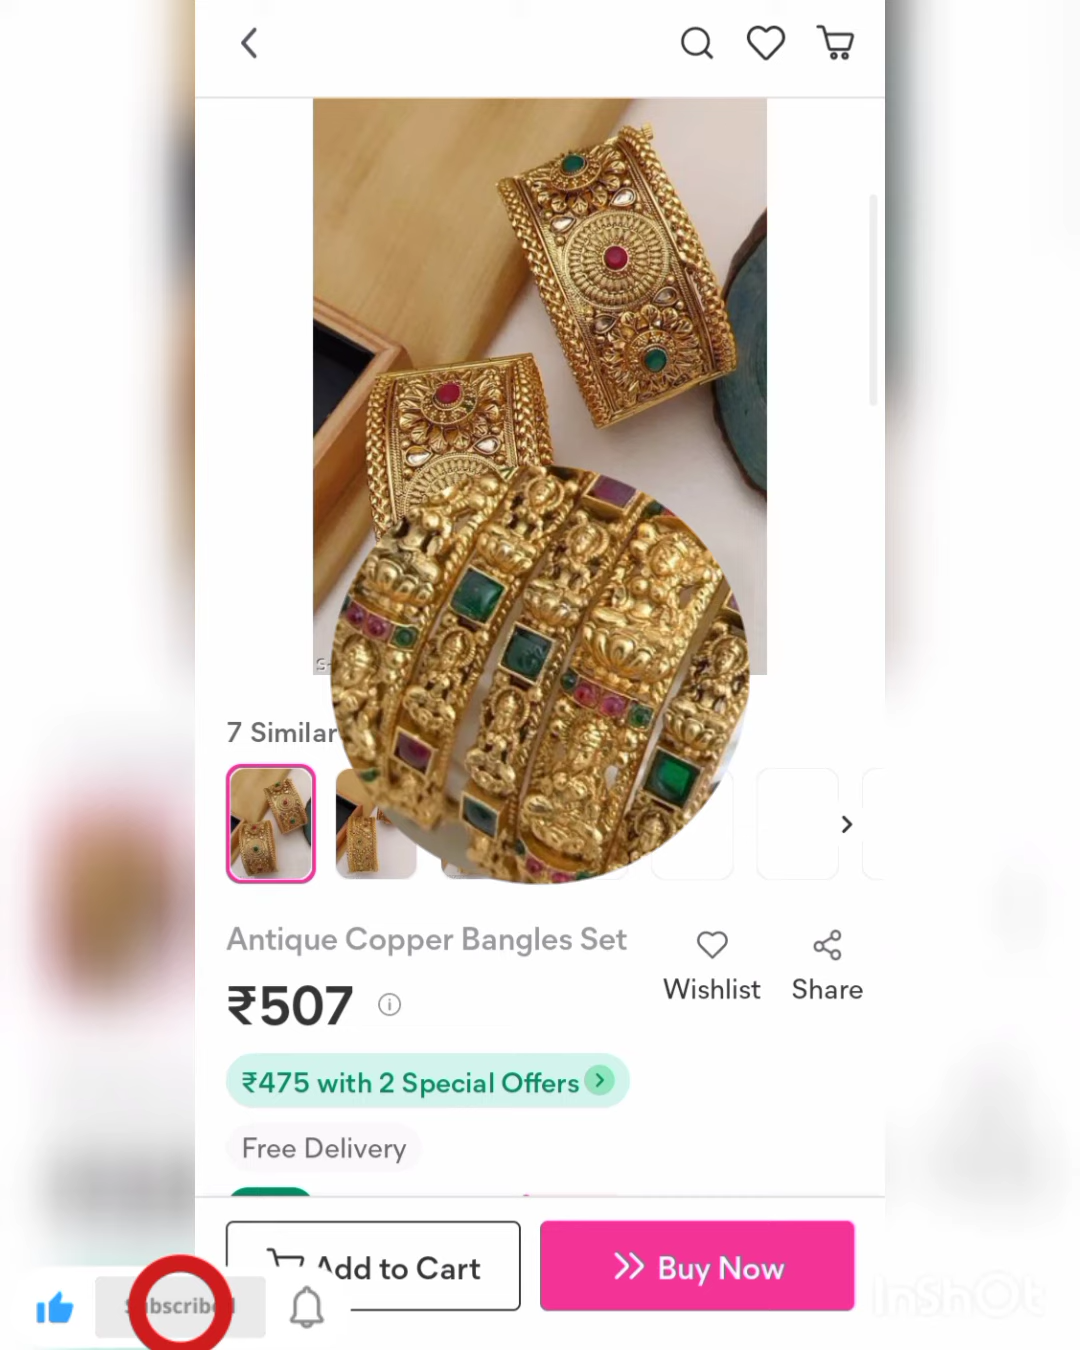 7 Similar
Antique Copper Bangles Set
₹507
Wishlist
Share
₹475 with 2 Special Offers
Free Delivery
Add to Cart
Buy Now
Subscribed
InShOt